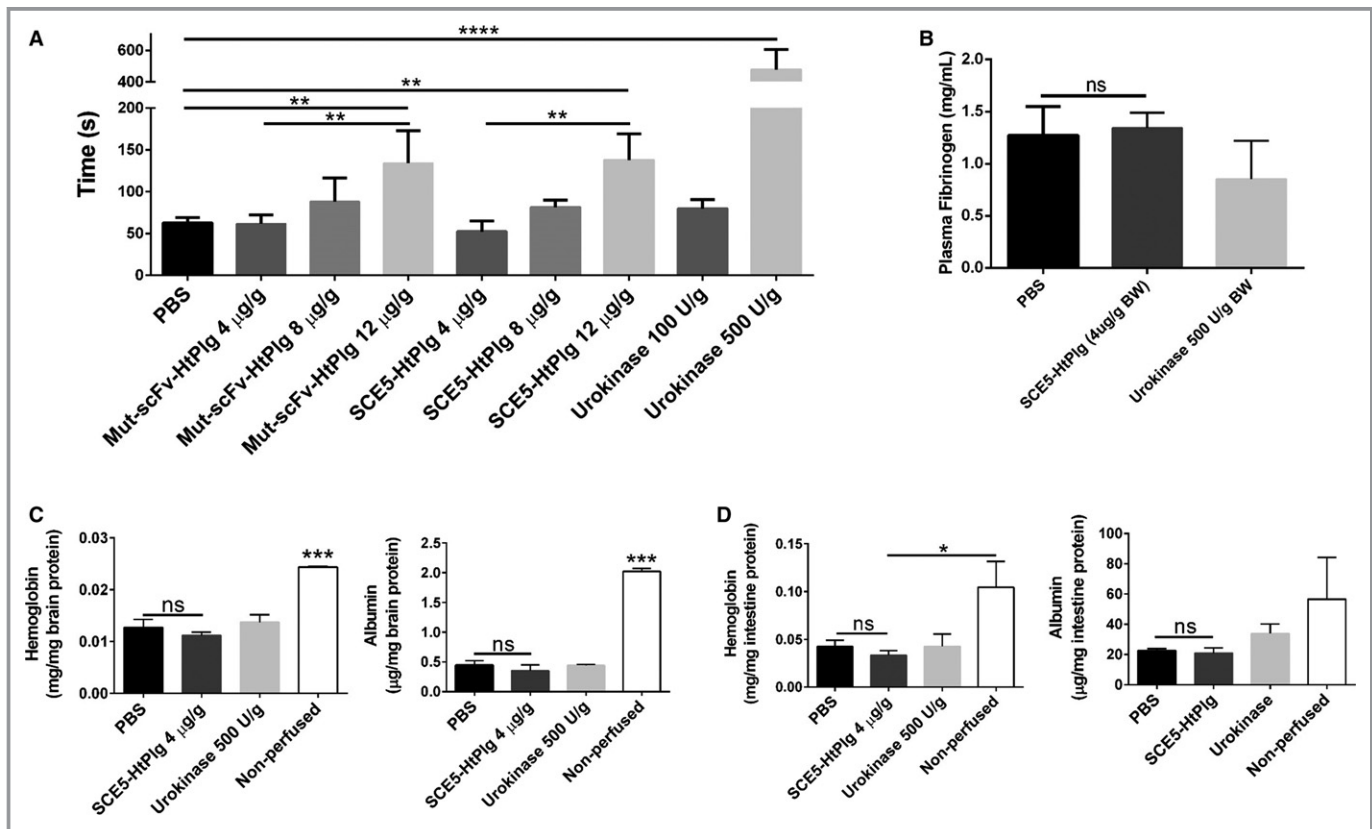 A
Time (s)
600
400
200
150
100
50
0
****
**
**
**
**
PBS
Mut-scFv-HtPlg 4 μg/g
Mut-scFv-HtPlg 8 μg/g
Mut-scFv-HtPlg 12 μg/g
SCE5-HtPlg 4 μg/g
SCE5-HtPlg 8 μg/g
SCE5-HtPlg 12 μg/g
Urokinase 100 U/g
Urokinase 500 U/g
B
Plasma Fibrinogen (mg/mL)
2.0
1.5
1.0
0.5
0.0
ns
PBS
SCE5-HtPlg (4ug/g BW)
Urokinase 500 U/g BW
C
Hemoglobin
(mg/mg brain protein)
0.03
0.02
0.01
0.00
ns
***
PBS
SCE5-HtPlg 4 μg/g
Urokinase 500 U/g
Non-perfused
Albumin
(μg/mg brain protein)
2.5
2.0
1.5
1.0
0.5
0.0
ns
***
PBS
SCE5-HtPlg 4 μg/g
Urokinase 500 U/g
Non-perfused
D
Hemoglobin
(mg/mg intestine protein)
0.15
0.10
0.05
0.00
ns
*
PBS
SCE5-HtPlg 4 μg/g
Urokinase 500 U/g
Non-perfused
Albumin
(μg/mg intestine protein)
100
80
60
40
20
0
ns
PBS
SCE5-HtPlg
Urokinase
Non-perfused